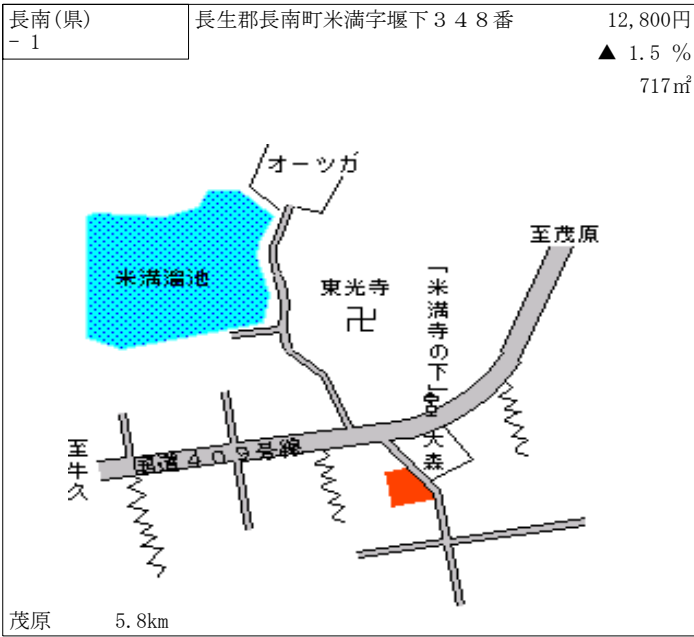 長南(県)
- 1
長生郡長南町米満字堰下３４８番
12,800円
▲ 1.5 %
717㎡
オーツガ
至茂原
米満溜池
東光寺
卍
「米満寺の下」
大森
国道４０９号線
至牛久
茂原 5.8km